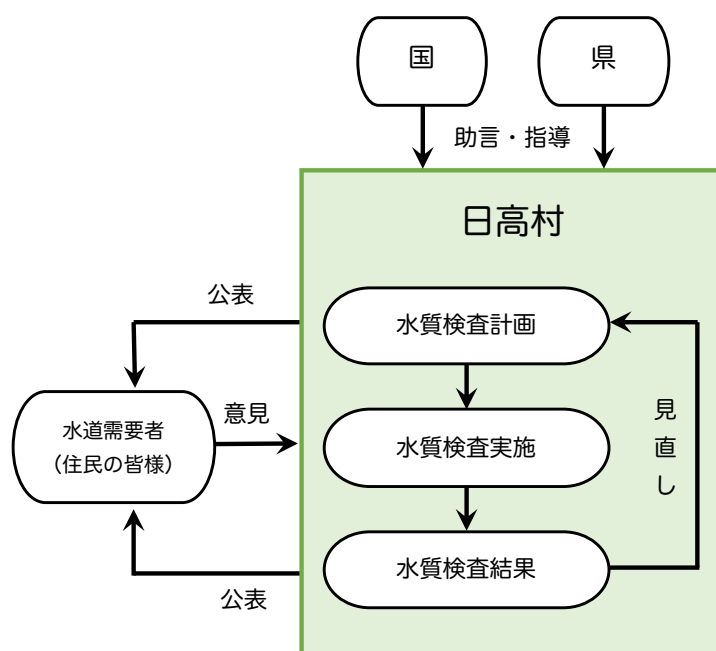 国
県
助言・指導
日高村
公表
水質検査計画
意見
水道需要者
（住民の皆様）
水質検査実施
見直し
水質検査結果
公表